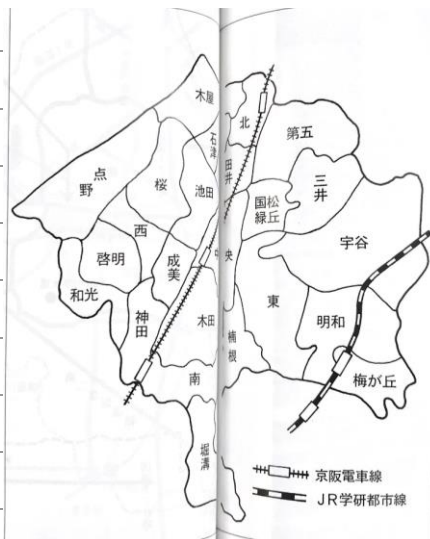 木屋
北
第五
石津
田井
点野
桜
池田
三井
国松
緑丘
西
宇谷
啓明
成美
中央
和光
東
神田
木田
明和
楠根
南
梅が丘
堀溝
京阪電車線
JR学研都市線